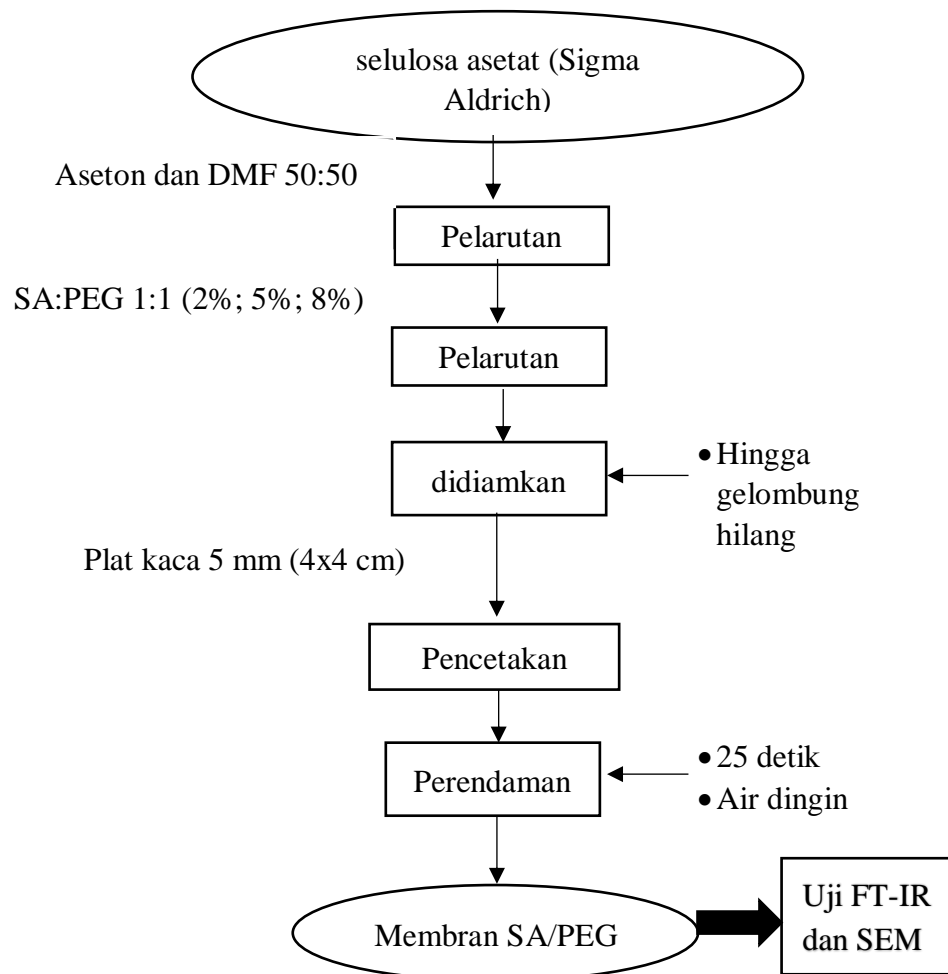 selulosa asetat (Sigma
Aldrich)
Aseton dan DMF 50:50
Pelarutan
SA:PEG 1:1 (2%; 5%; 8%)
Pelarutan
didiamkan
• Hingga
gelombung
hilang
Plat kaca 5 mm (4x4 cm)
Pencetakan
Perendaman
• 25 detik
• Air dingin
Membran SA/PEG
Uji FT-IR
dan SEM